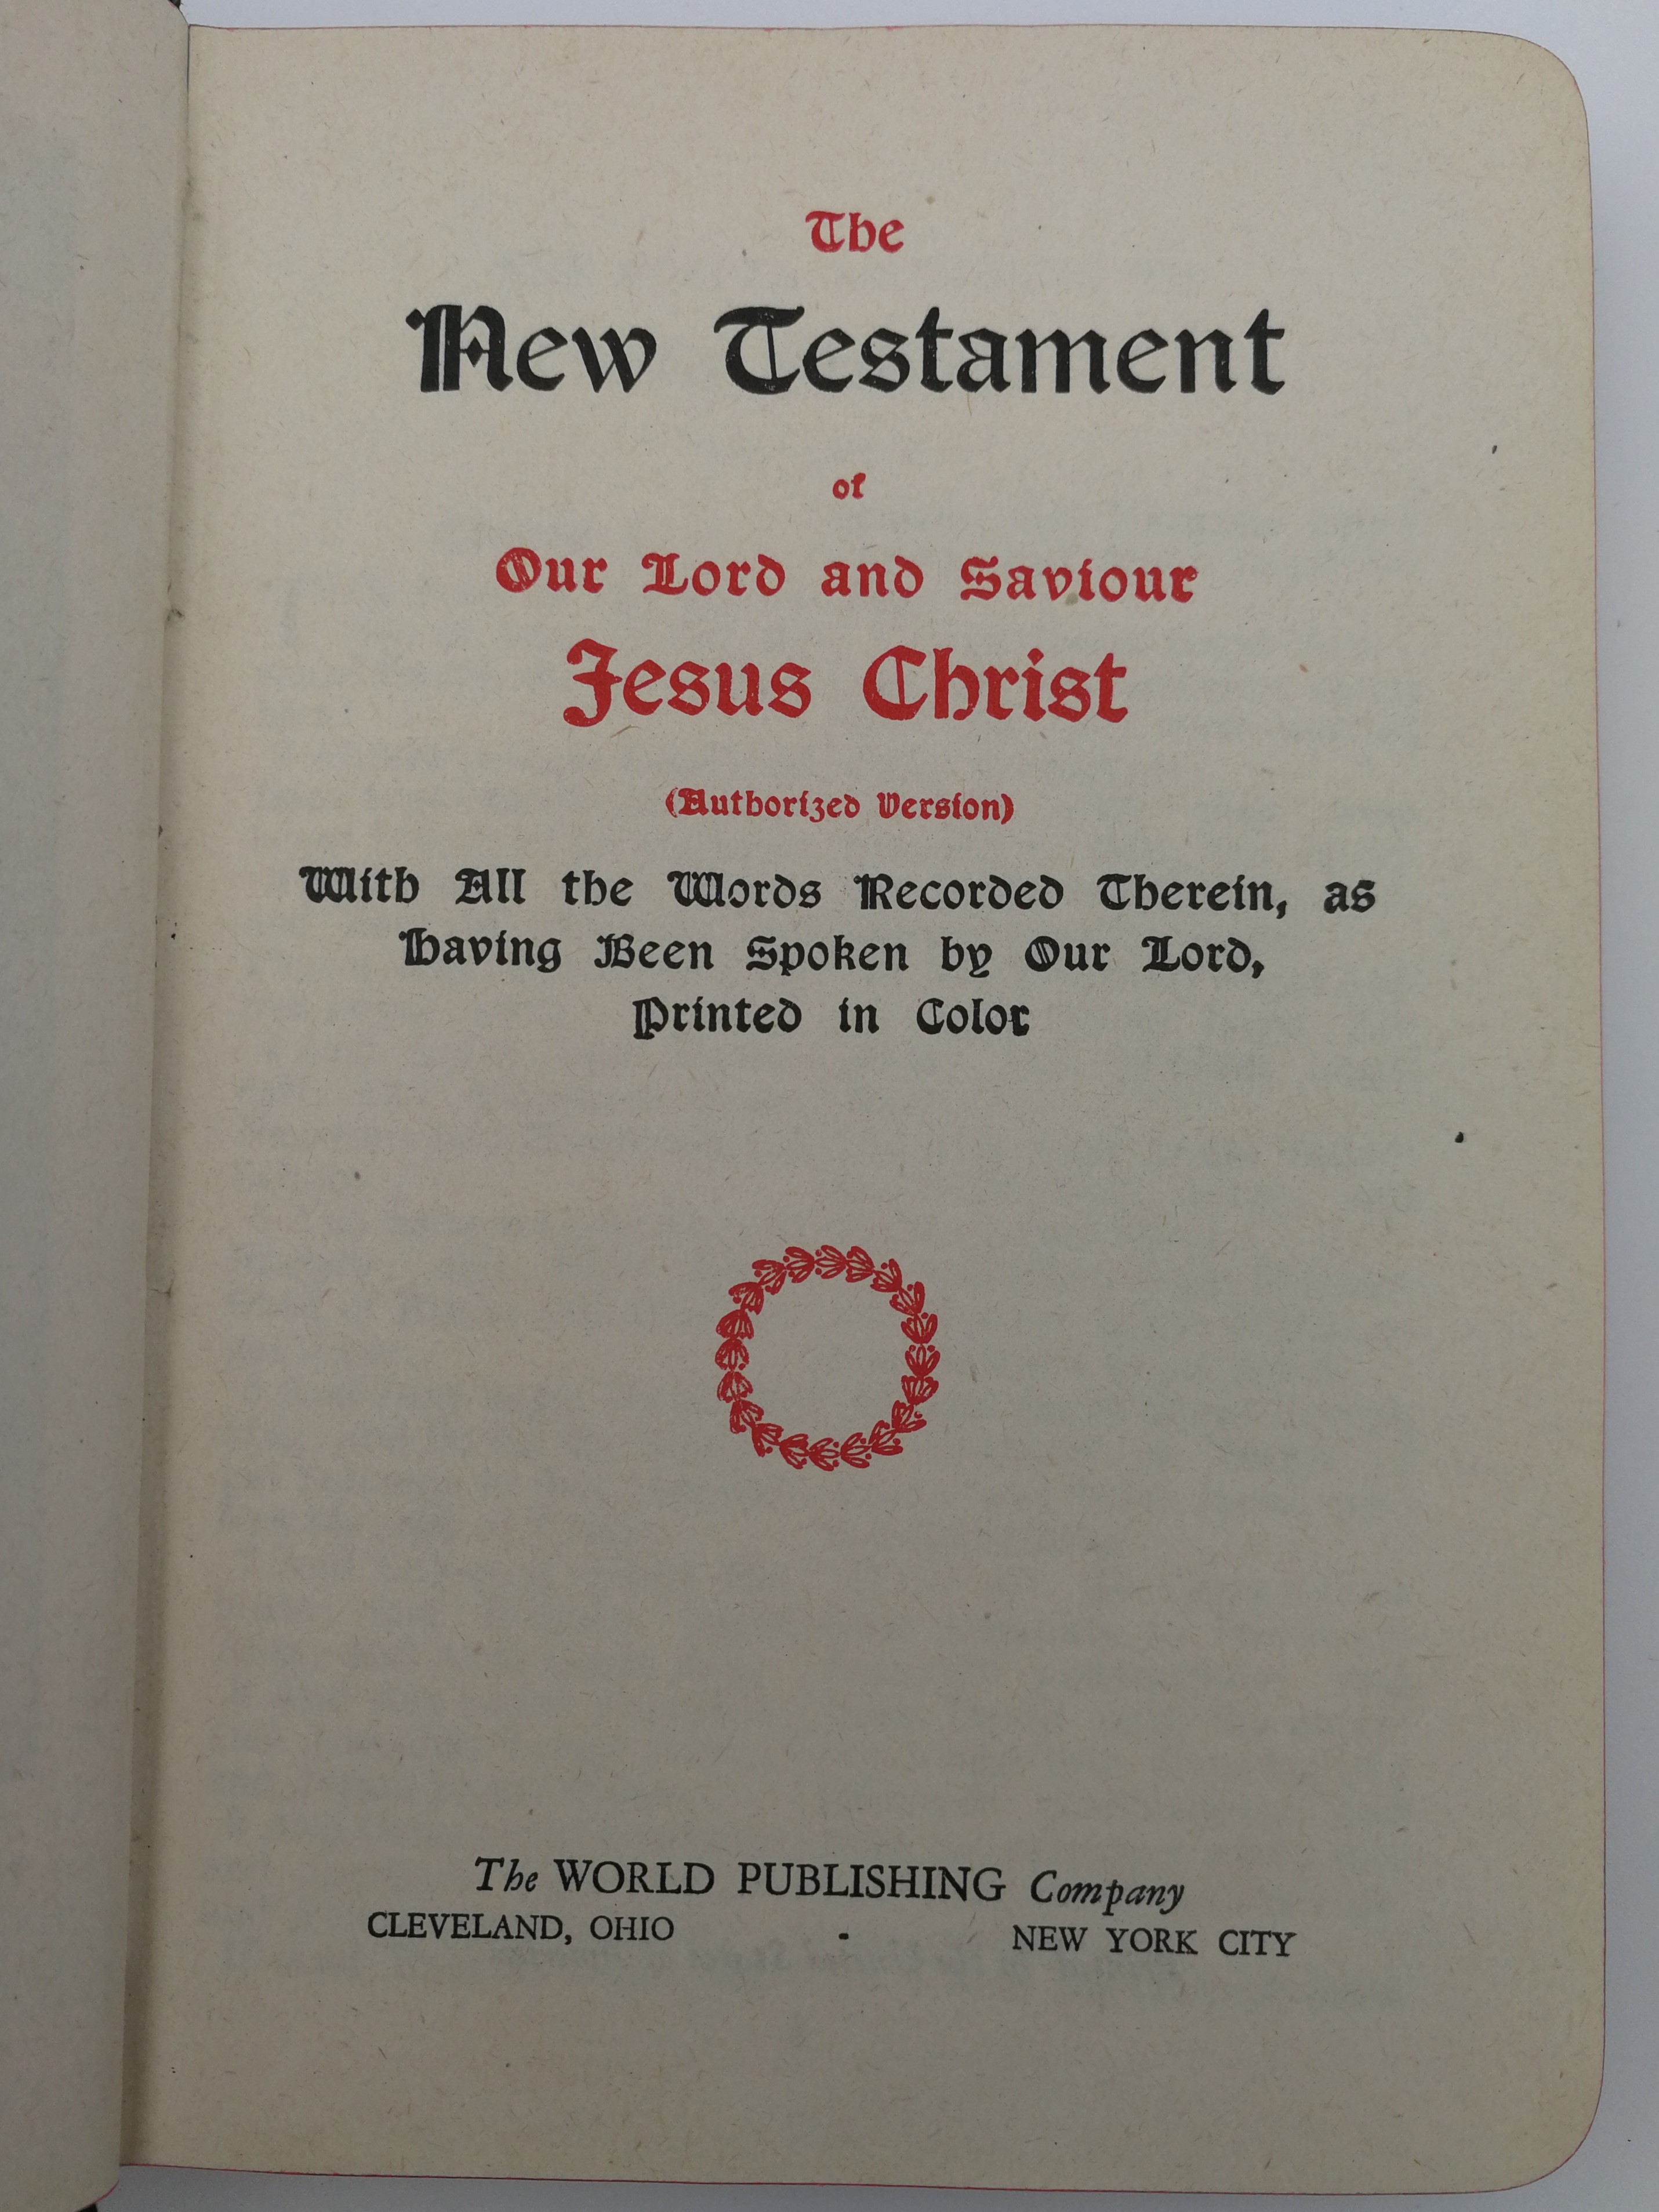 The
New Testament
of
Our Lord and Saviour
Jesus Christ
(Authorized Version)
With All the Words Recorded Therein, as
Having Been Spoken by Our Lord,
Printed in Color
The WORLD PUBLISHING Company
CLEVELAND, OHIO · NEW YORK CITY